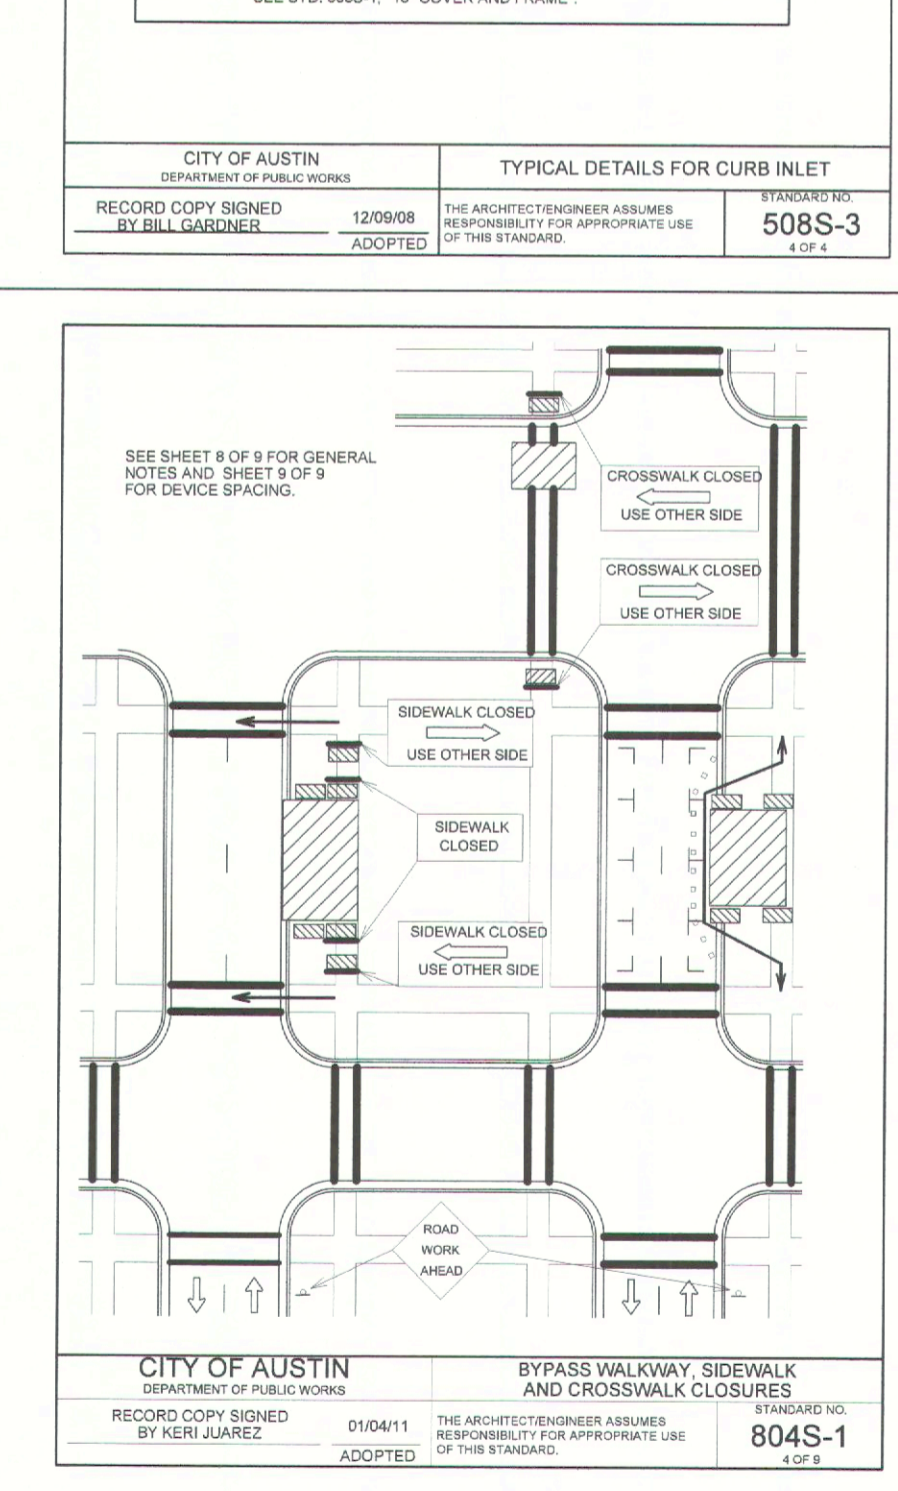 CITY OF AUSTIN
DEPARTMENT OF PUBLIC WORKS
TYPICAL DETAILS FOR CURB INLET
RECORD COPY SIGNED
BY BILL GARDNER
12/09/08
ADOPTED
THE ARCHITECT/ENGINEER ASSUMES
RESPONSIBILITY FOR APPROPRIATE USE
OF THIS STANDARD.
STANDARD NO.
508S-3
4 OF 4
SEE SHEET 8 OF 9 FOR GENERAL
NOTES AND SHEET 9 OF 9
FOR DEVICE SPACING.
CROSSWALK CLOSED
USE OTHER SIDE
CROSSWALK CLOSED
USE OTHER SIDE
SIDEWALK CLOSED
USE OTHER SIDE
SIDEWALK
CLOSED
SIDEWALK CLOSED
USE OTHER SIDE
ROAD
WORK
AHEAD
CITY OF AUSTIN
DEPARTMENT OF PUBLIC WORKS
BYPASS WALKWAY, SIDEWALK
AND CROSSWALK CLOSURES
RECORD COPY SIGNED
BY KERI JUAREZ
01/04/11
ADOPTED
THE ARCHITECT/ENGINEER ASSUMES
RESPONSIBILITY FOR APPROPRIATE USE
OF THIS STANDARD.
STANDARD NO.
804S-1
4 OF 9